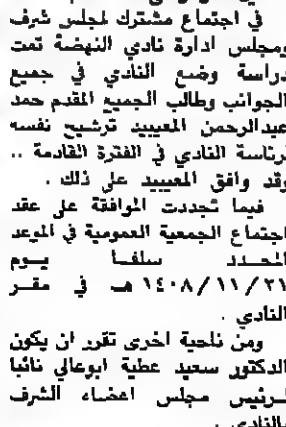 في اجتماع مشترك لمجلس شرف
ومجلس ادارة نادي النهضة تمت
دراسة وضع النادي في جميع
الجوانب وطالب الجميع المقدم حمد
عبدالرحمن المعيبد ترشيح نفسه
لرئاسة النادي في الفترة القادمة ..
وقد وافق المعيبد على ذلك .
فيما تجددت الموافقة على عقد
اجتماع الجمعية العمومية في الموعد
المحدد سلفا يوم
٢١/١١/١٤٠٨ هـ في مقر
النادي .
ومن ناحية اخرى تقرر ان يكون
الدكتور سعيد عطية ابوعالي نائبا
لرئيس مجلس اعضاء الشرف
بالنادي .